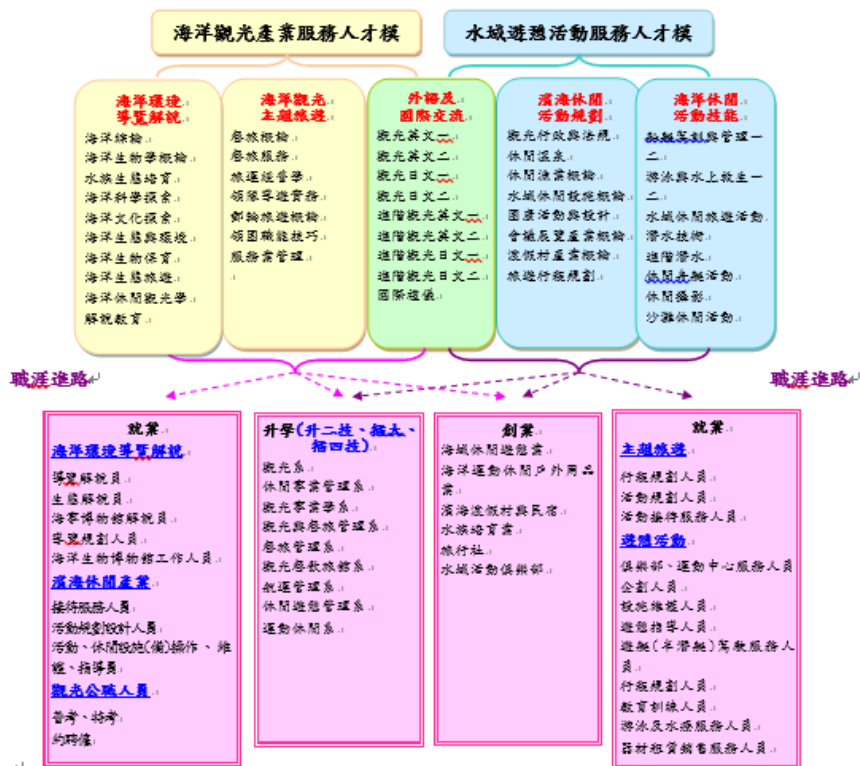 海洋觀光產業服務人才模
水域遊憩活動服務人才模
海洋環境
導覽解說
海洋綜論
海洋生物學概論
水族生態培育
海洋科學探索
海洋文化探索
海洋生態與環境
海洋生物保育
海洋生態旅遊
海洋休閒觀光學
解說教育
海洋觀光
主題旅遊
餐旅概論
餐旅服務
旅運經營學
領隊導遊實務
郵輪旅遊概論
領團職能技巧
服務業管理
外語及
國際交流
觀光英文一
觀光英文二
觀光日文一
觀光日文二
進階觀光英文一
進階觀光英文二
進階觀光日文一
進階觀光日文二
國際禮儀
濱海休閒
活動規劃
觀光行政與法規
休閒溫泉
休閒漁業概論
水域休閒設施概論
團康活動與設計
會議展覽產業概論
渡假村產業概論
旅遊行程規劃
海洋休閒
活動技能
船艇駕訓與管理一
二
游泳與水上救生一
二
水域休閒旅遊活動
潛水技術
進階潛水
休閒舟艇活動
休閒攝影
沙灘休閒活動
職涯進路
職涯進路
就業
海洋環境導覽解說
導覽解說員
生態解說員
海事博物館解說員
導覽規劃人員
海洋生物博物館工作人員
濱海休閒產業
接待服務人員
活動規劃設計人員
活動、休閒設施(備)操作、維
護、指導員
觀光公職人員
普考、特考
約聘僱
升學(升二技、插大、
插四技)
觀光系
休閒事業管理系
觀光事業學系
觀光與餐旅管理系
餐旅管理系
觀光餐飲旅館系
航運管理系
休閒遊憩管理系
運動休閒系
創業
海域休閒遊憩業
海洋運動休閒戶外用品
業
濱海渡假村與民宿
水族培育業
旅行社
水域活動俱樂部
就業
主題旅遊
行程規劃人員
活動規劃人員
活動接待服務人員
遊憩活動
俱樂部、運動中心服務人員
企劃人員
設施維護人員
遊憩指導人員
遊艇(半潛艇)駕駛服務人
員
行程規劃人員
教育訓練人員
游泳及水療服務人員
器材租賃銷售服務人員